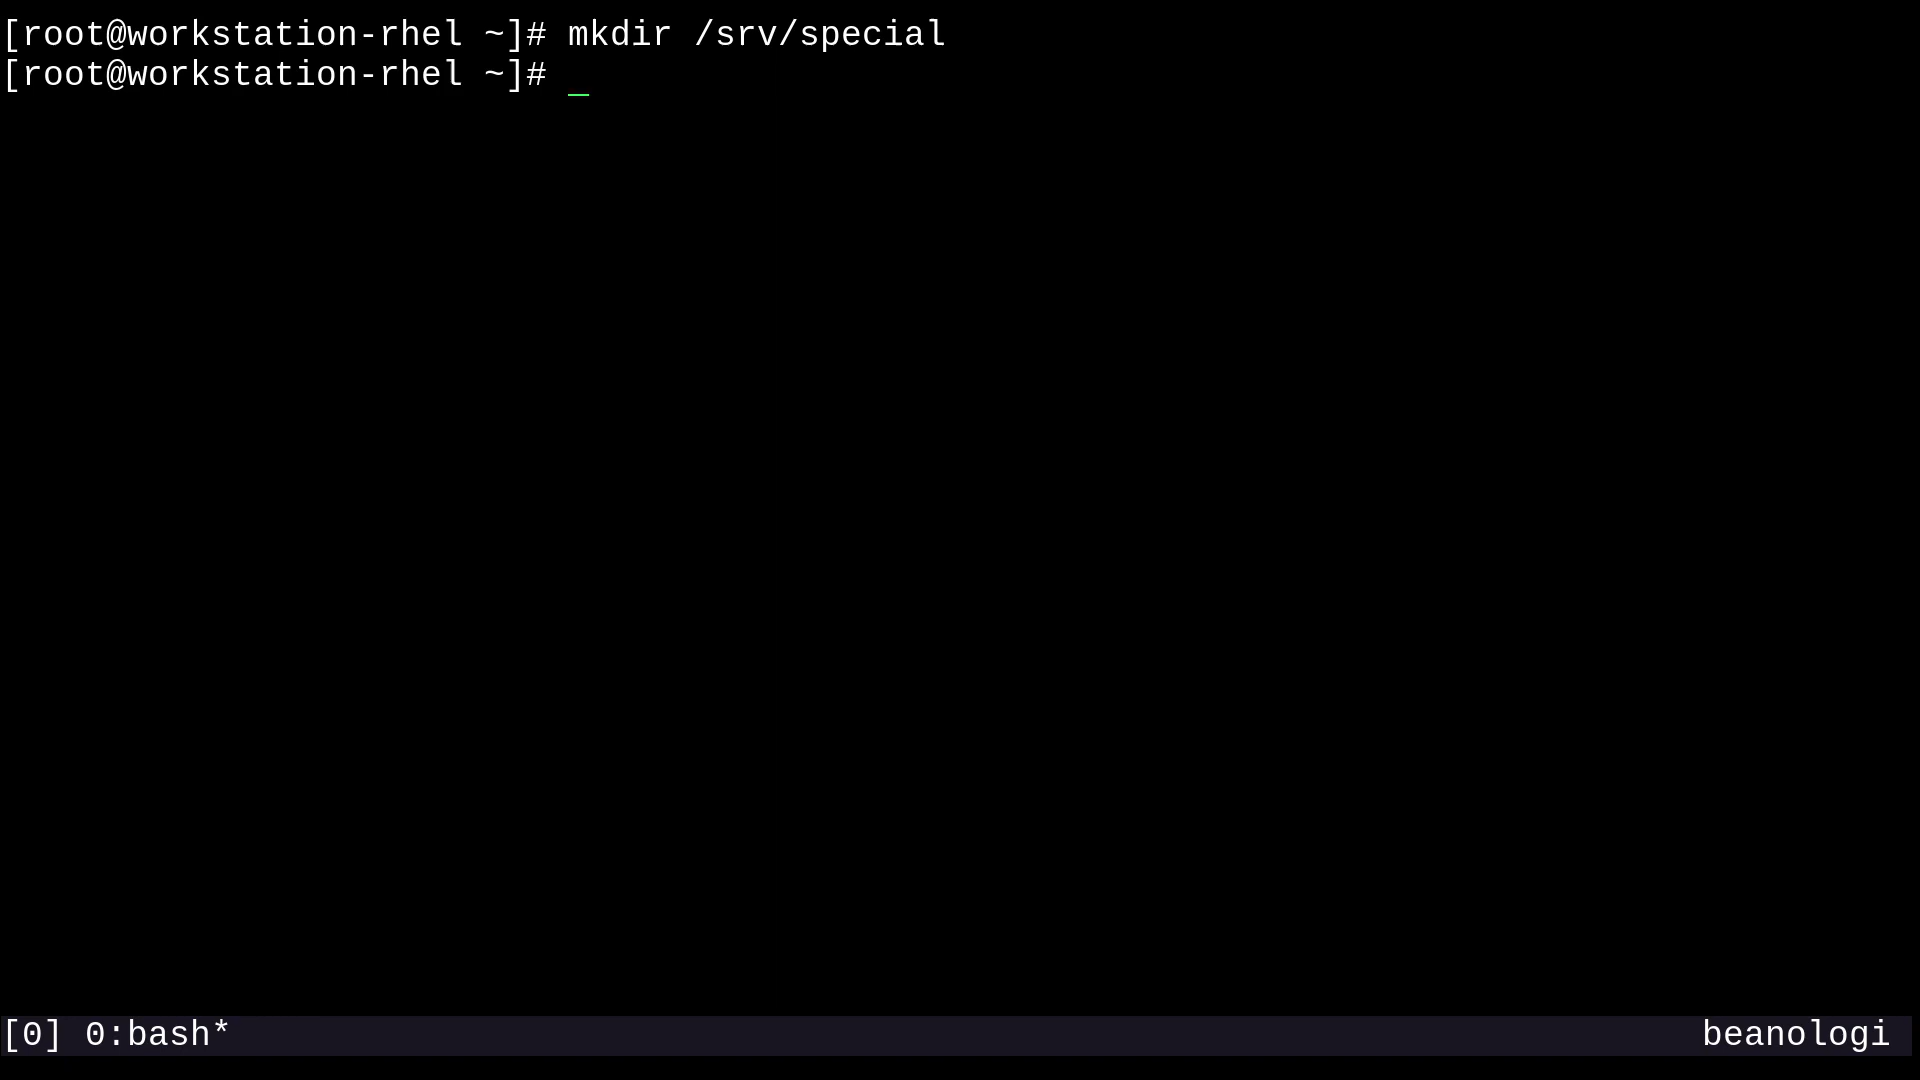 [root@workstation-rhel ~]# mkdir /srv/special
[root@workstation-rhel ~]# _
[0] 0:bash* beanologi